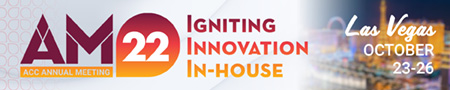 AM22
ACC ANNUAL MEETING
IGNITING
INNOVATION
IN-HOUSE
Las Vegas
OCTOBER
23-26